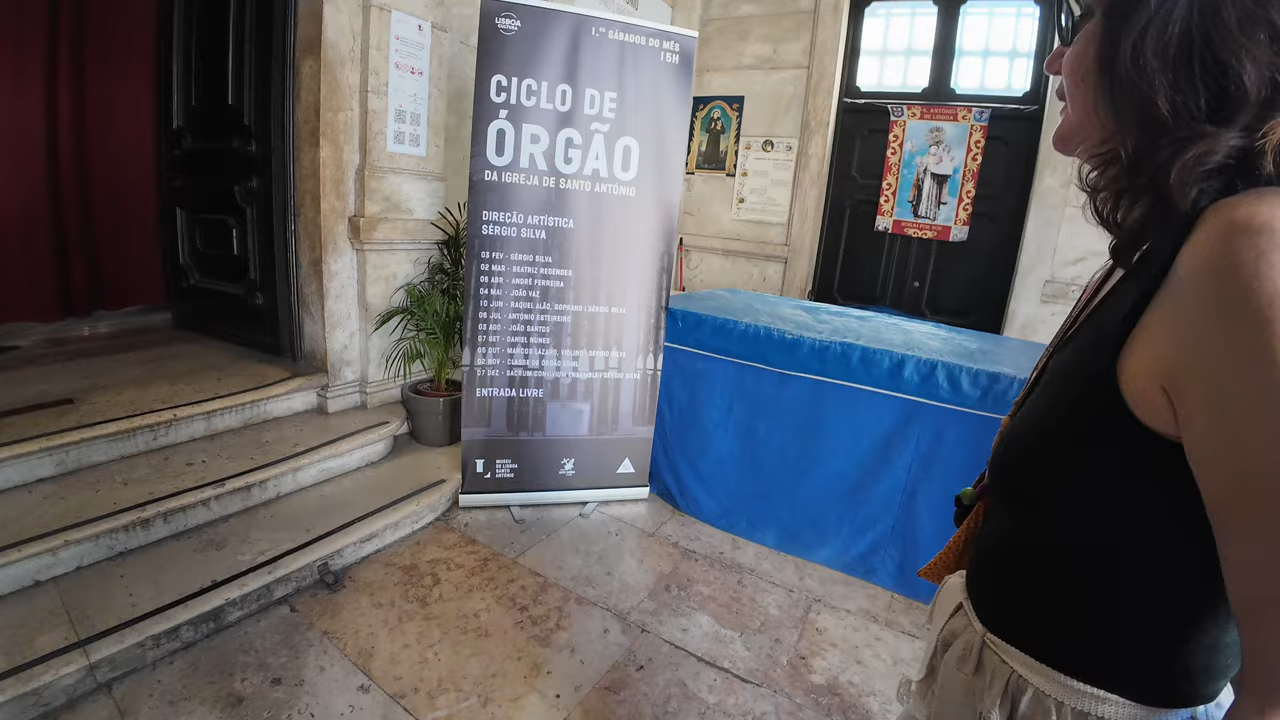 LISBOA
CULTURA
1.ºˢ SÁBADOS DO MÊS
15H
CICLO DE
ÓRGÃO
DA IGREJA DE SANTO ANTÓNIO
DIREÇÃO ARTÍSTICA
SÉRGIO SILVA
03 FEV · SÉRGIO SILVA
02 MAR · BEATRIZ RESENDES
06 ABR · ANDRÉ FERREIRA
04 MAI · JOÃO VAZ
10 JUN · RAQUEL ALÃO, SOPRANO | SÉRGIO SILVA
06 JUL · ANTÓNIO ESTEIREIRO
03 AGO · JOÃO SANTOS
07 SET · DANIEL NUNES
05 OUT · MARCOS LÁZARO, VIOLINO | SÉRGIO SILVA
02 NOV · CLASSE DE ÓRGÃO
07 DEZ · SACRUM CONVIVIUM ENSEMBLE | SÉRGIO SILVA
ENTRADA LIVRE
MUSEU
DE LISBOA
SANTO
ANTÓNIO
S. ANTÓNIO
DE LISBOA
ROGAI POR NÓS